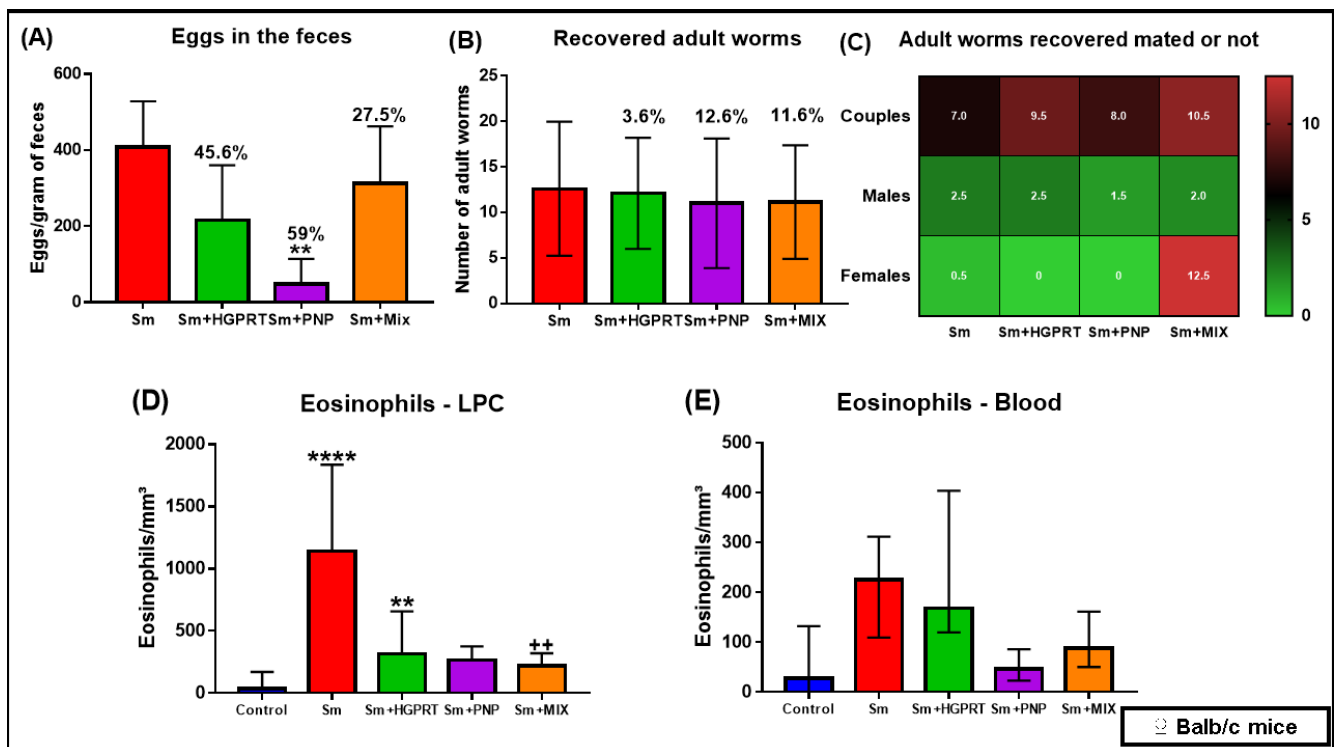 (A)
Eggs in the feces
Eggs/gram of feces
600
400
200
0
45.6%
59%
**
27.5%
Sm
Sm+HGPRT
Sm+PNP
Sm+Mix
(B)
Recovered adult worms
Number of adult worms
25
20
15
10
5
0
3.6%
12.6%
11.6%
Sm
Sm+HGPRT
Sm+PNP
Sm+MIX
(C)
Adult worms recovered mated or not
Couples
7.0
9.5
8.0
10.5
Males
2.5
2.5
1.5
2.0
Females
0.5
0
0
12.5
Sm
Sm+HGPRT
Sm+PNP
Sm+MIX
10
5
0
(D)
Eosinophils - LPC
Eosinophils/mm³
2000
1500
1000
500
0
****
**
++
Control
Sm
Sm+HGPRT
Sm+PNP
Sm+MIX
(E)
Eosinophils - Blood
Eosinophils/mm³
500
400
300
200
100
0
Control
Sm
Sm+HGPRT
Sm+PNP
Sm+MIX
♀ Balb/c mice